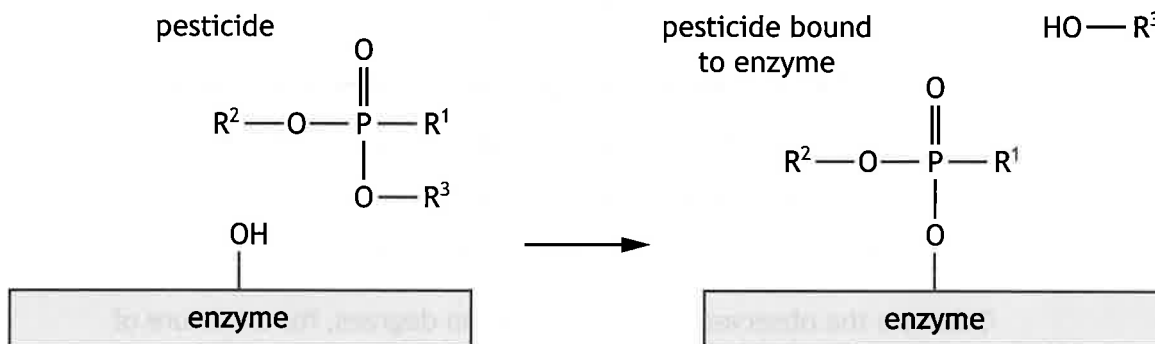 pesticide
O
R² — O — P — R¹
O — R³
OH
enzyme
pesticide bound
to enzyme
HO — R³
O
R² — O — P — R¹
O
enzyme